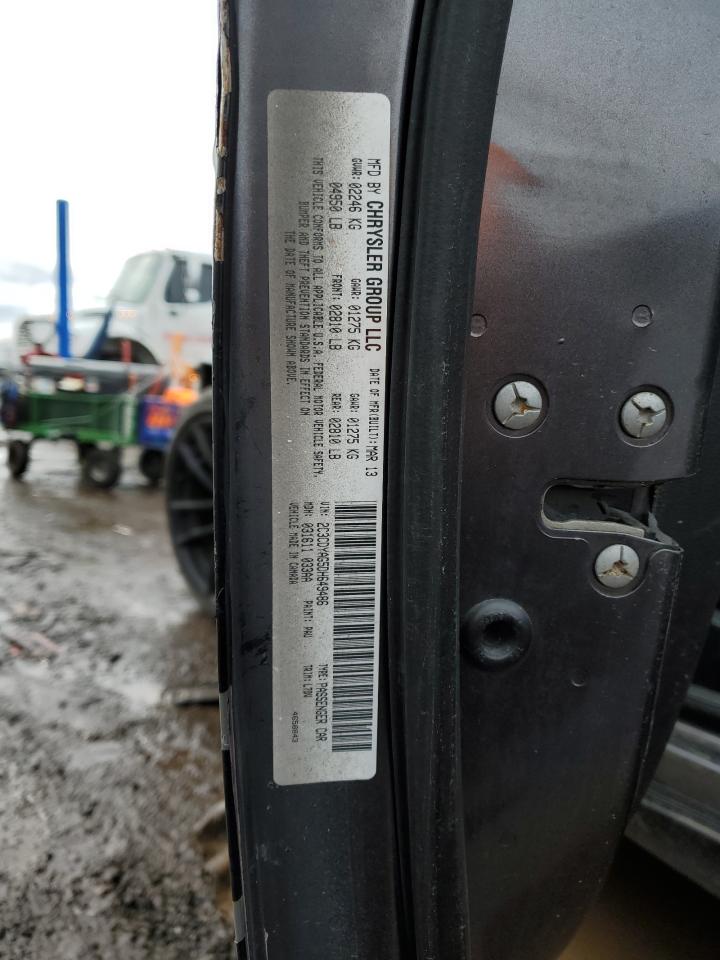 MFD BY CHRYSLER GROUP LLC DATE OF MFR(BUILT): MAR 13
GVWR: 02246 KG GAWR: 01275 KG GAWR: 01275 KG
04950 LB FRONT: 02810 LB REAR: 02810 LB
THIS VEHICLE CONFORMS TO ALL APPLICABLE U.S.A. FEDERAL MOTOR VEHICLE SAFETY,
BUMPER AND THEFT PREVENTION STANDARDS IN EFFECT ON
THE DATE OF MANUFACTURE SHOWN ABOVE.
VIN: 2C3CDYAG5DH649486 TYPE: PASSENGER CAR
MDH: 031611 033AA PAINT: PAU TRIM: LTDV
VEHICLE MADE IN CANADA 4658043